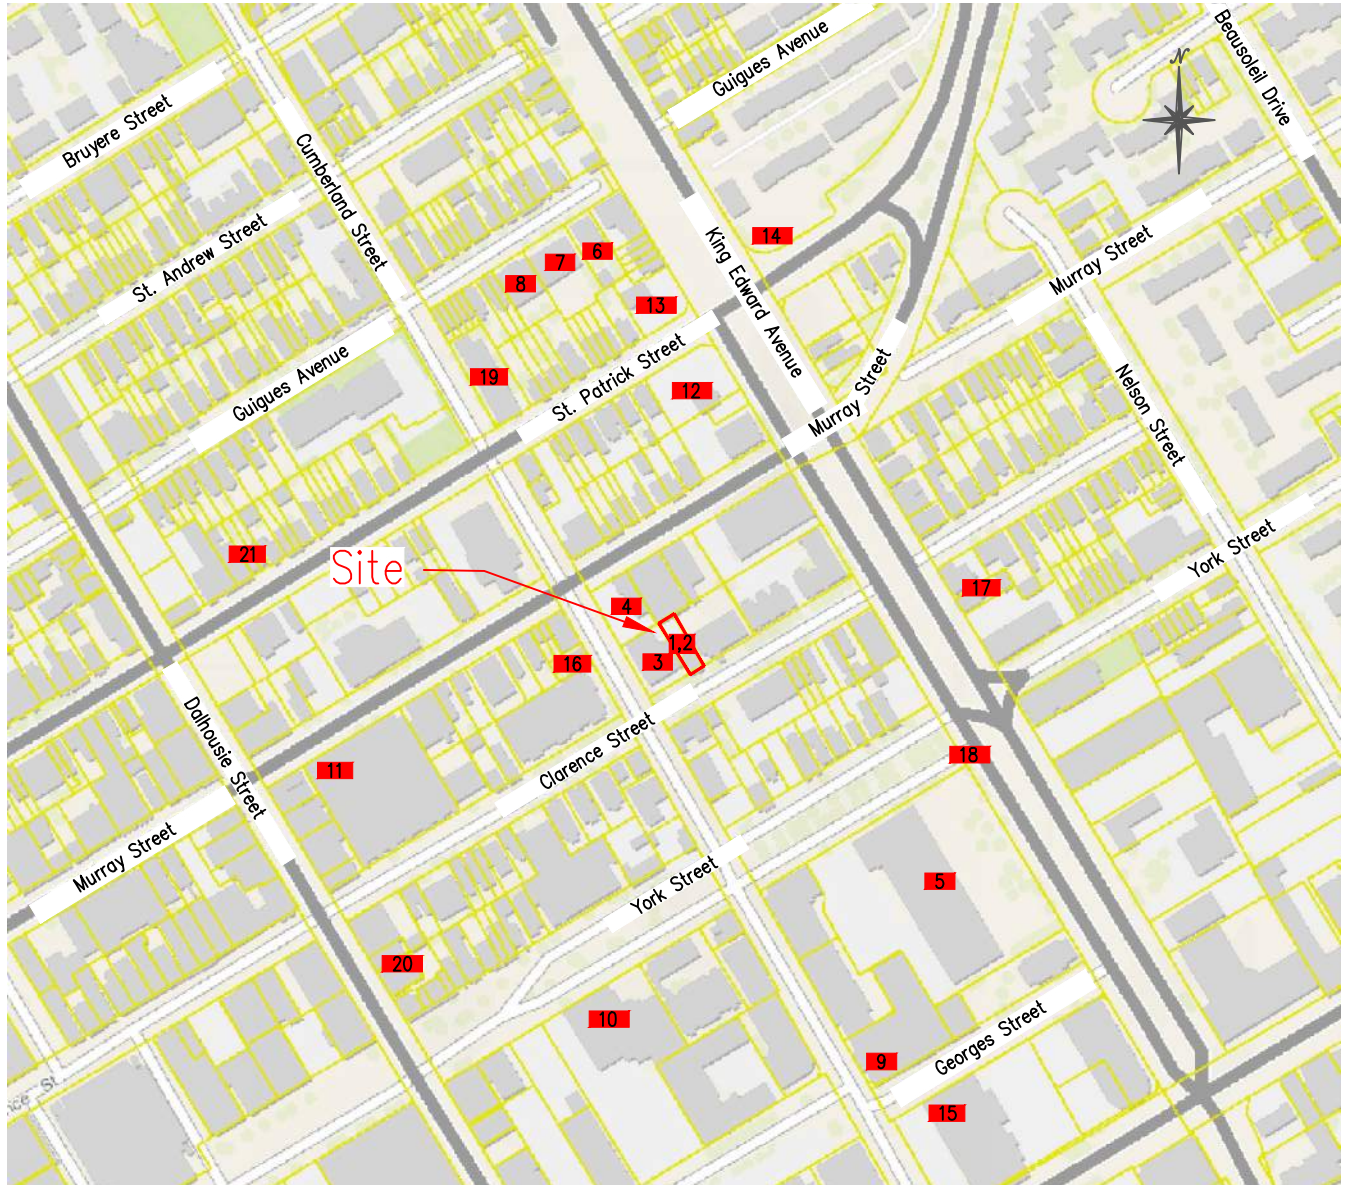 Guigues Avenue
Beausoleil Drive
N
Bruyere Street
Cumberland Street
St. Andrew Street
King Edward Avenue
14
6
7
8
13
Murray Street
Guigues Avenue
St. Patrick Street
19
12
Murray Street
Nelson Street
York Street
21
Site
4
1,2
3
16
17
Dalhousie Street
Clarence Street
11
18
Murray Street
York Street
5
20
10
Georges Street
9
15
St